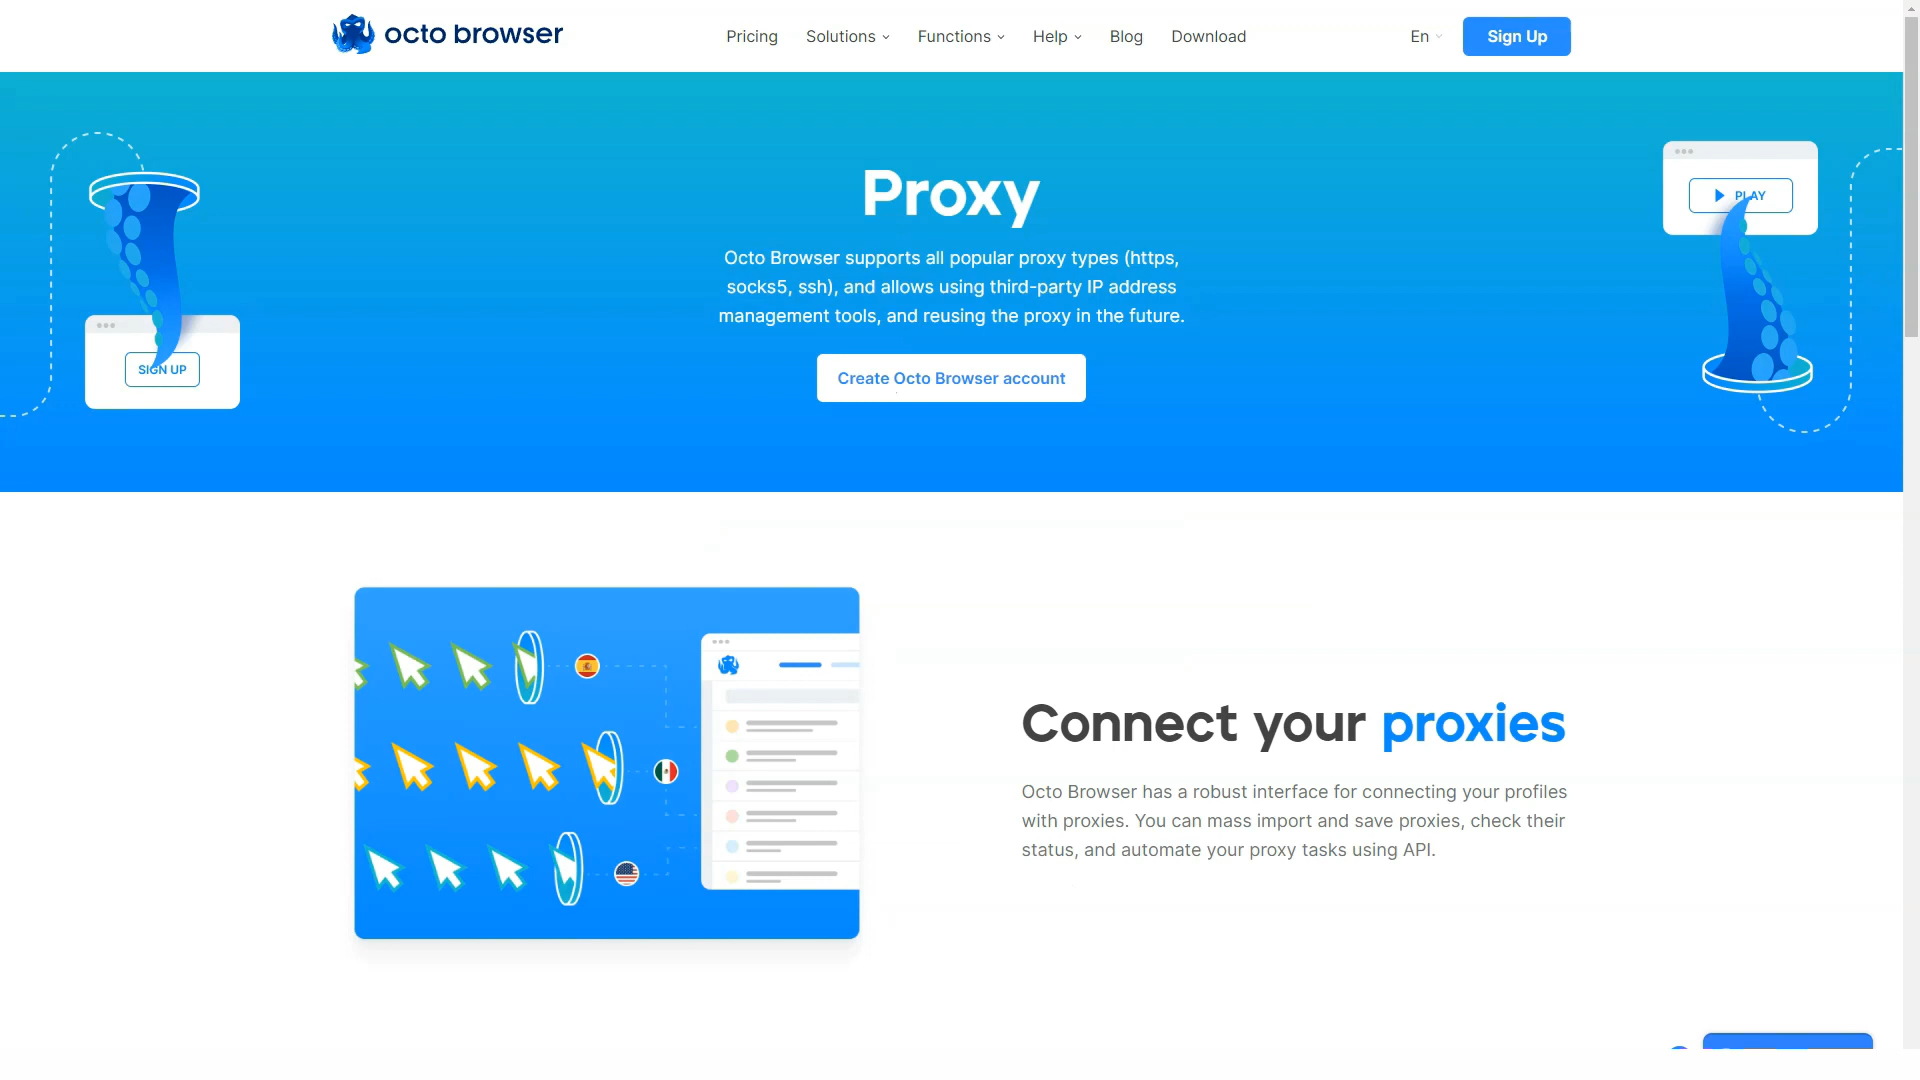 octo browser
Pricing
Solutions
Functions
Help
Blog
Download
En
Sign Up
Proxy
Octo Browser supports all popular proxy types (https,
socks5, ssh), and allows using third-party IP address
management tools, and reusing the proxy in the future.
Create Octo Browser account
SIGN UP
PLAY
Connect your proxies
Octo Browser has a robust interface for connecting your profiles
with proxies. You can mass import and save proxies, check their
status, and automate your proxy tasks using API.